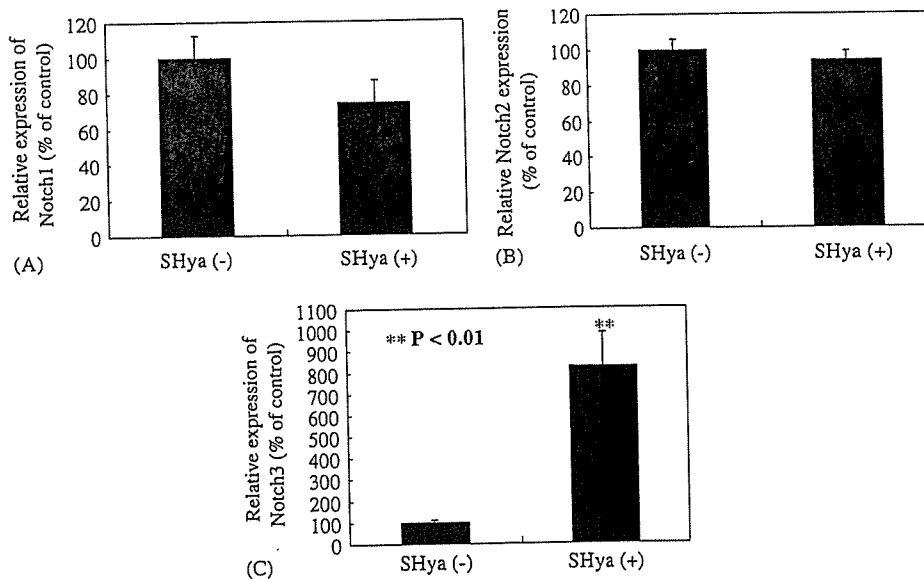 Relative expression of
Notch1 (% of control)
120
100
80
60
40
20
0
SHya (-)
SHya (+)
(A)
Relative Notch2 expression
(% of control)
120
100
80
60
40
20
0
SHya (-)
SHya (+)
(B)
Relative expression of
Notch3 (% of control)
1100
1000
900
800
700
600
500
400
300
200
100
0
** P < 0.01
**
SHya (-)
SHya (+)
(C)